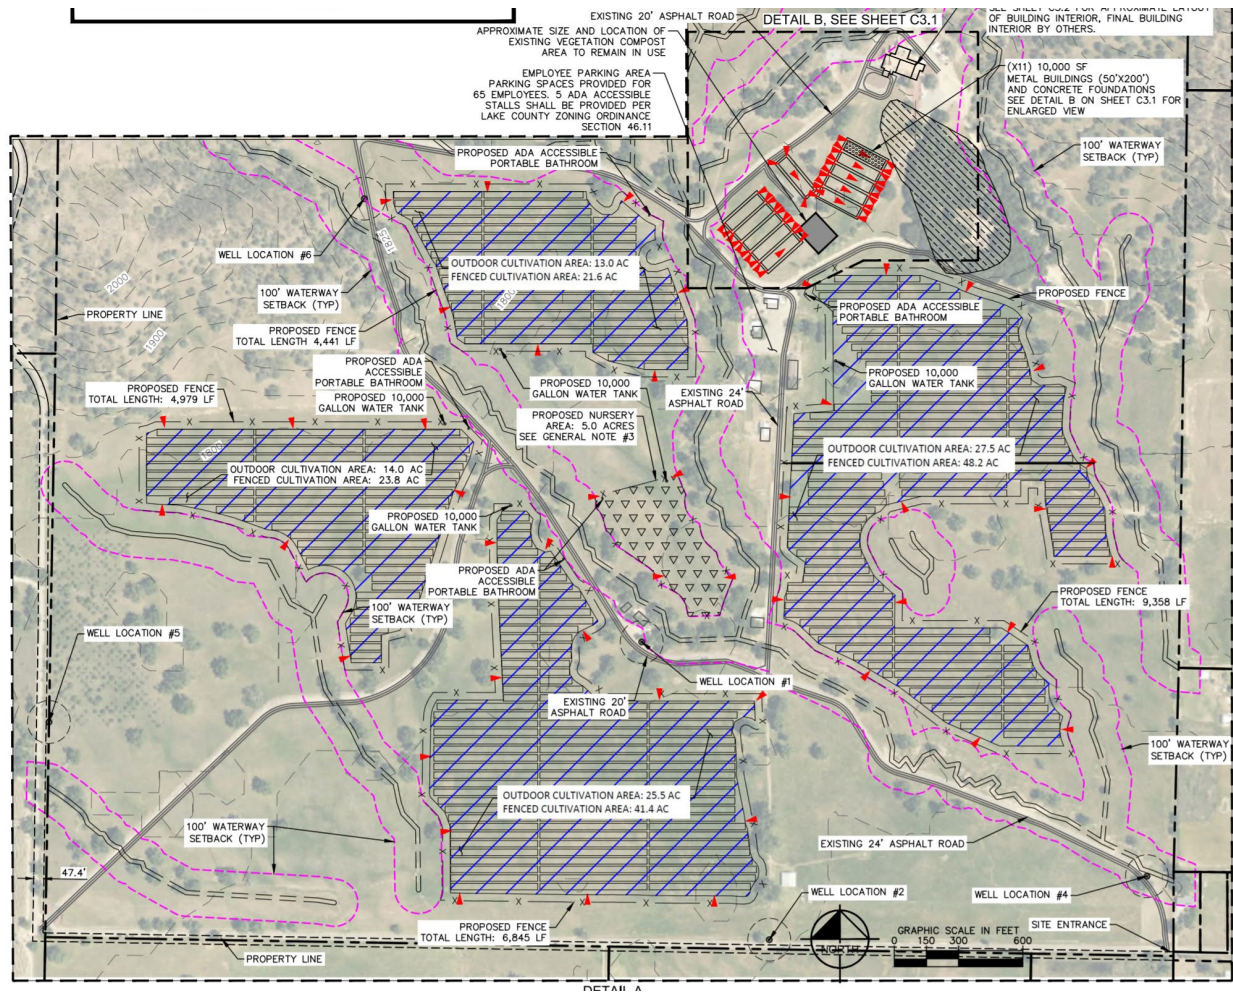 EXISTING 20' ASPHALT ROAD
DETAIL B, SEE SHEET C3.1
SEE SHEET C3.2 FOR APPROXIMATE LAYOUT
OF BUILDING INTERIOR, FINAL BUILDING
INTERIOR BY OTHERS.
APPROXIMATE SIZE AND LOCATION OF
EXISTING VEGETATION COMPOST
AREA TO REMAIN IN USE
EMPLOYEE PARKING AREA
PARKING SPACES PROVIDED FOR
65 EMPLOYEES. 5 ADA ACCESSIBLE
STALLS SHALL BE PROVIDED PER
LAKE COUNTY ZONING ORDINANCE
SECTION 46.11
(X11) 10,000 SF
METAL BUILDINGS (50'X200')
AND CONCRETE FOUNDATIONS
SEE DETAIL B ON SHEET C3.1 FOR
ENLARGED VIEW
100' WATERWAY
SETBACK (TYP)
PROPOSED ADA ACCESSIBLE
PORTABLE BATHROOM
WELL LOCATION #6
1825
OUTDOOR CULTIVATION AREA: 13.0 AC
FENCED CULTIVATION AREA: 21.6 AC
1800
2000
100' WATERWAY
SETBACK (TYP)
PROPERTY LINE
1900
PROPOSED FENCE
TOTAL LENGTH 4,441 LF
PROPOSED FENCE
PROPOSED ADA ACCESSIBLE
PORTABLE BATHROOM
PROPOSED ADA
ACCESSIBLE
PORTABLE BATHROOM
PROPOSED 10,000
GALLON WATER TANK
PROPOSED 10,000
GALLON WATER TANK
PROPOSED FENCE
TOTAL LENGTH: 4,979 LF
PROPOSED 10,000
GALLON WATER TANK
EXISTING 24'
ASPHALT ROAD
PROPOSED NURSERY
AREA: 5.0 ACRES
SEE GENERAL NOTE #3
1800
OUTDOOR CULTIVATION AREA: 14.0 AC
FENCED CULTIVATION AREA: 23.8 AC
OUTDOOR CULTIVATION AREA: 27.5 AC
FENCED CULTIVATION AREA: 48.2 AC
PROPOSED 10,000
GALLON WATER TANK
PROPOSED ADA
ACCESSIBLE
PORTABLE BATHROOM
PROPOSED FENCE
TOTAL LENGTH: 9,358 LF
100' WATERWAY
SETBACK (TYP)
WELL LOCATION #5
WELL LOCATION #1
EXISTING 20'
ASPHALT ROAD
100' WATERWAY
SETBACK (TYP)
OUTDOOR CULTIVATION AREA: 25.5 AC
FENCED CULTIVATION AREA: 41.4 AC
100' WATERWAY
SETBACK (TYP)
EXISTING 24' ASPHALT ROAD
47.4'
WELL LOCATION #2
WELL LOCATION #4
PROPOSED FENCE
TOTAL LENGTH: 6,845 LF
NORTH
GRAPHIC SCALE IN FEET
0 150 300 600
SITE ENTRANCE
PROPERTY LINE
DETAIL A